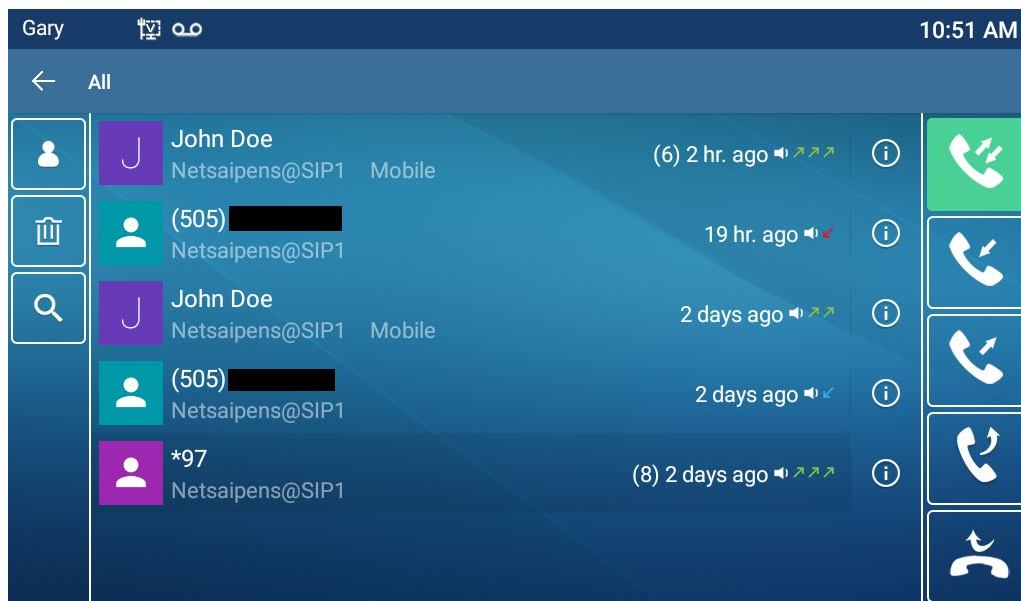 Gary
10:51 AM
All
J
John Doe
(6) 2 hr. ago
Netsaipens@SIP1 Mobile
(505)
19 hr. ago
Netsaipens@SIP1
J
John Doe
2 days ago
Netsaipens@SIP1 Mobile
(505)
2 days ago
Netsaipens@SIP1
*97
(8) 2 days ago
Netsaipens@SIP1